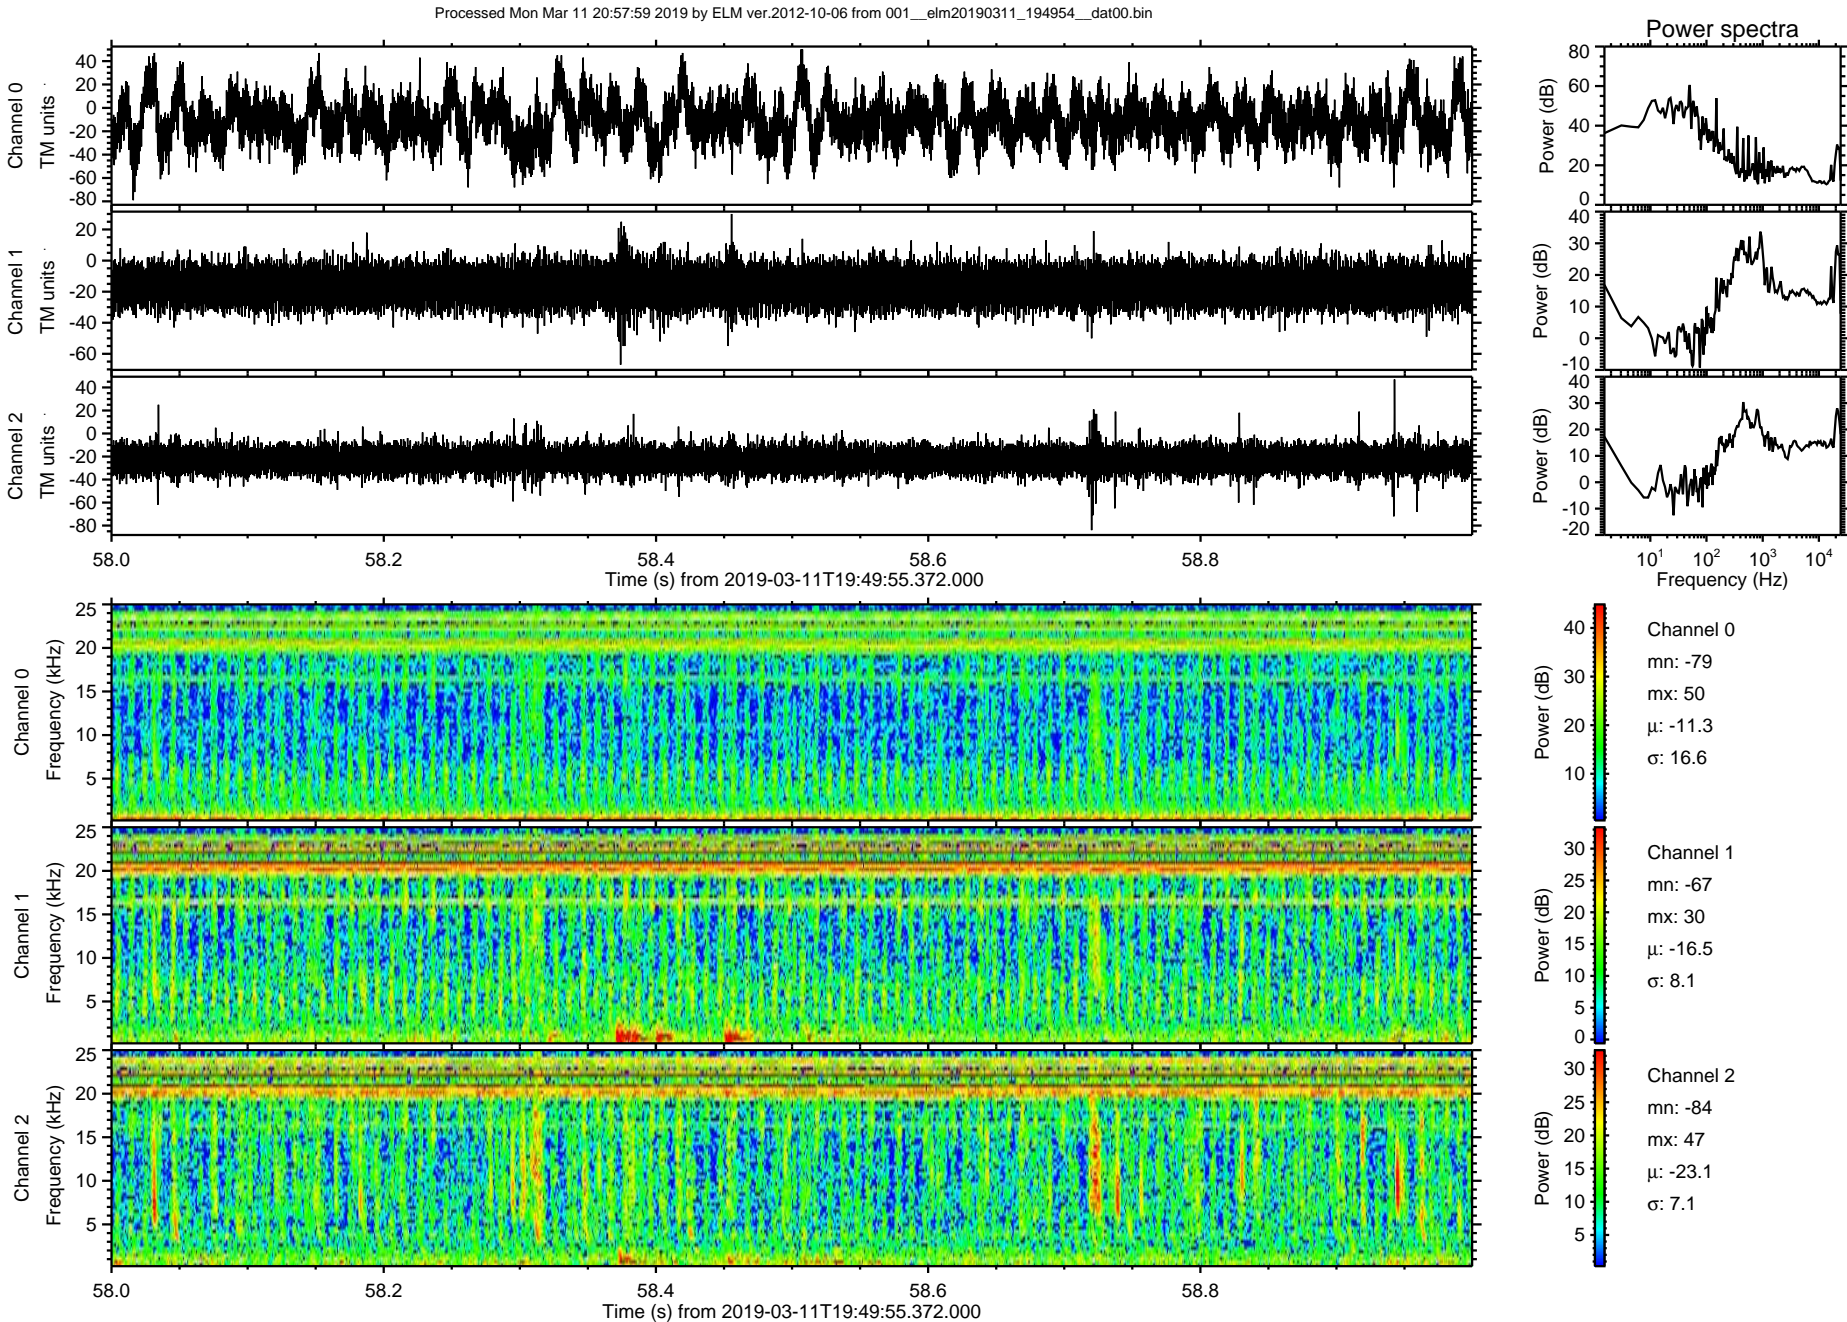 Processed Mon Mar 11 20:57:59 2019 by ELM ver.2012-10-06 from 001__elm20190311_194954__dat00.bin
Power spectra
Channel 0
TM units
40
20
0
-20
-40
-60
-80
Power (dB)
80
60
40
20
0
Channel 1
TM units
20
0
-20
-40
-60
Power (dB)
40
30
20
10
0
-10
Channel 2
TM units
40
20
0
-20
-40
-60
-80
Power (dB)
40
30
20
10
0
-10
-20
58.0 58.2 58.4 58.6 58.8
Time (s) from 2019-03-11T19:49:55.372.000
10¹ 10² 10³ 10⁴
Frequency (Hz)
Channel 0
Frequency (kHz)
25
20
15
10
5
Power (dB)
40
30
20
10
Channel 0
mn: -79
mx: 50
μ: -11.3
σ: 16.6
Channel 1
Frequency (kHz)
25
20
15
10
5
Power (dB)
30
25
20
15
10
5
0
Channel 1
mn: -67
mx: 30
μ: -16.5
σ: 8.1
Channel 2
Frequency (kHz)
25
20
15
10
5
Power (dB)
30
25
20
15
10
5
Channel 2
mn: -84
mx: 47
μ: -23.1
σ: 7.1
58.0 58.2 58.4 58.6 58.8
Time (s) from 2019-03-11T19:49:55.372.000